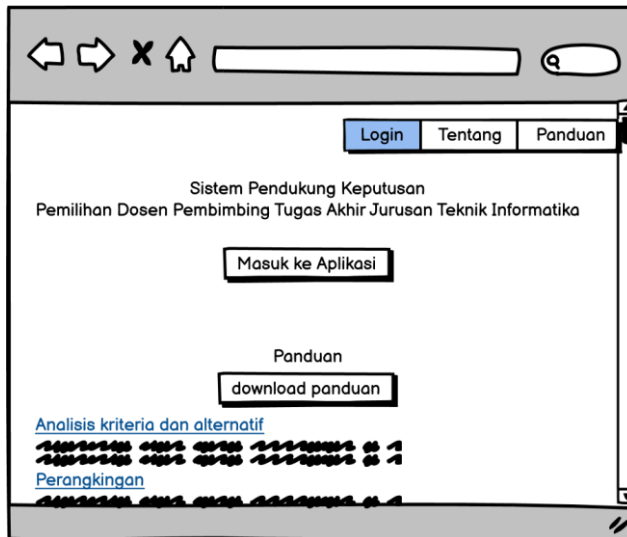 Login Tentang Panduan
Sistem Pendukung Keputusan
Pemilihan Dosen Pembimbing Tugas Akhir Jurusan Teknik Informatika
Masuk ke Aplikasi
Panduan
download panduan
Analisis kriteria dan alternatif
Perangkingan